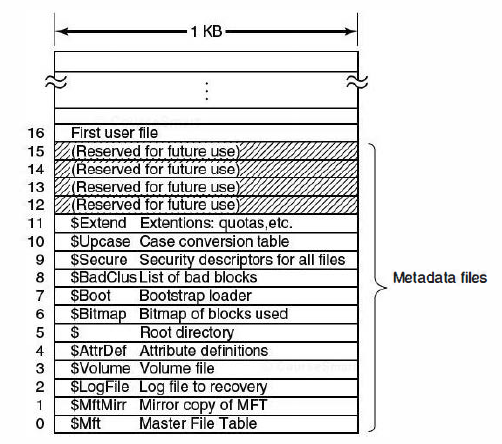 1 KB
16 First user file
15 (Reserved for future use)
14 (Reserved for future use)
13 (Reserved for future use)
12 (Reserved for future use)
11 $Extend Extentions: quotas,etc.
10 $Upcase Case conversion table
9 $Secure Security descriptors for all files
8 $BadClus List of bad blocks
7 $Boot Bootstrap loader
6 $Bitmap Bitmap of blocks used
5 $ Root directory
4 $AttrDef Attribute definitions
3 $Volume Volume file
2 $LogFile Log file to recovery
1 $MftMirr Mirror copy of MFT
0 $Mft Master File Table
Metadata files